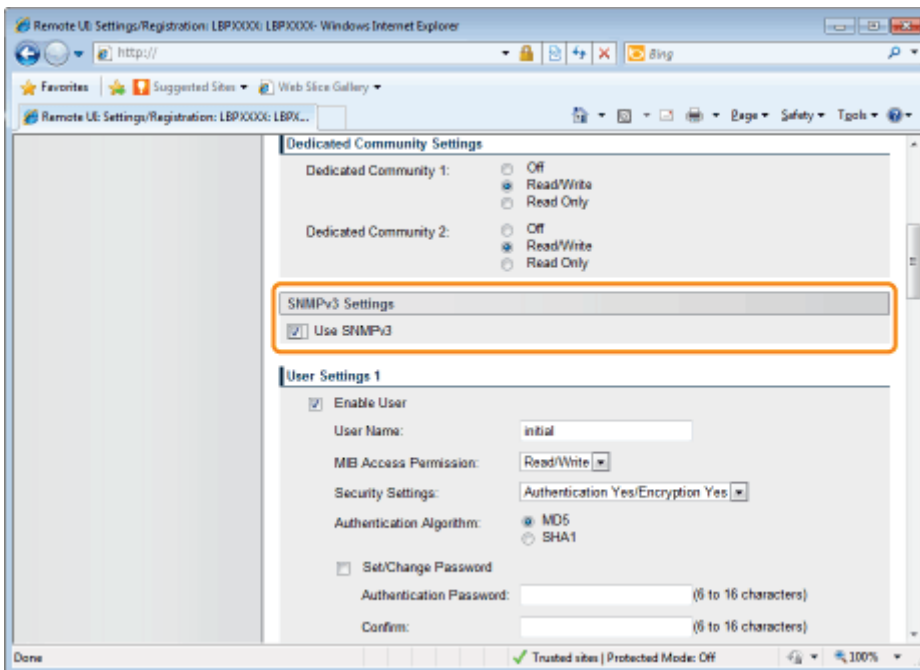 Remote UI: Settings/Registration: LBPXXXX: LBPXXXX- Windows Internet Explorer
http://
Bing
Favorites Suggested Sites Web Slice Gallery
Remote UI: Settings/Registration: LBPXXXX: LBPX... Page Safety Tools
Dedicated Community Settings
Dedicated Community 1: Off
Read/Write
Read Only
Dedicated Community 2: Off
Read/Write
Read Only
SNMPv3 Settings
Use SNMPv3
User Settings 1
Enable User
User Name: initial
MIB Access Permission: Read/Write
Security Settings: Authentication Yes/Encryption Yes
Authentication Algorithm: MD5
SHA1
Set/Change Password
Authentication Password: (6 to 16 characters)
Confirm: (6 to 16 characters)
Done Trusted sites | Protected Mode: Off 100%